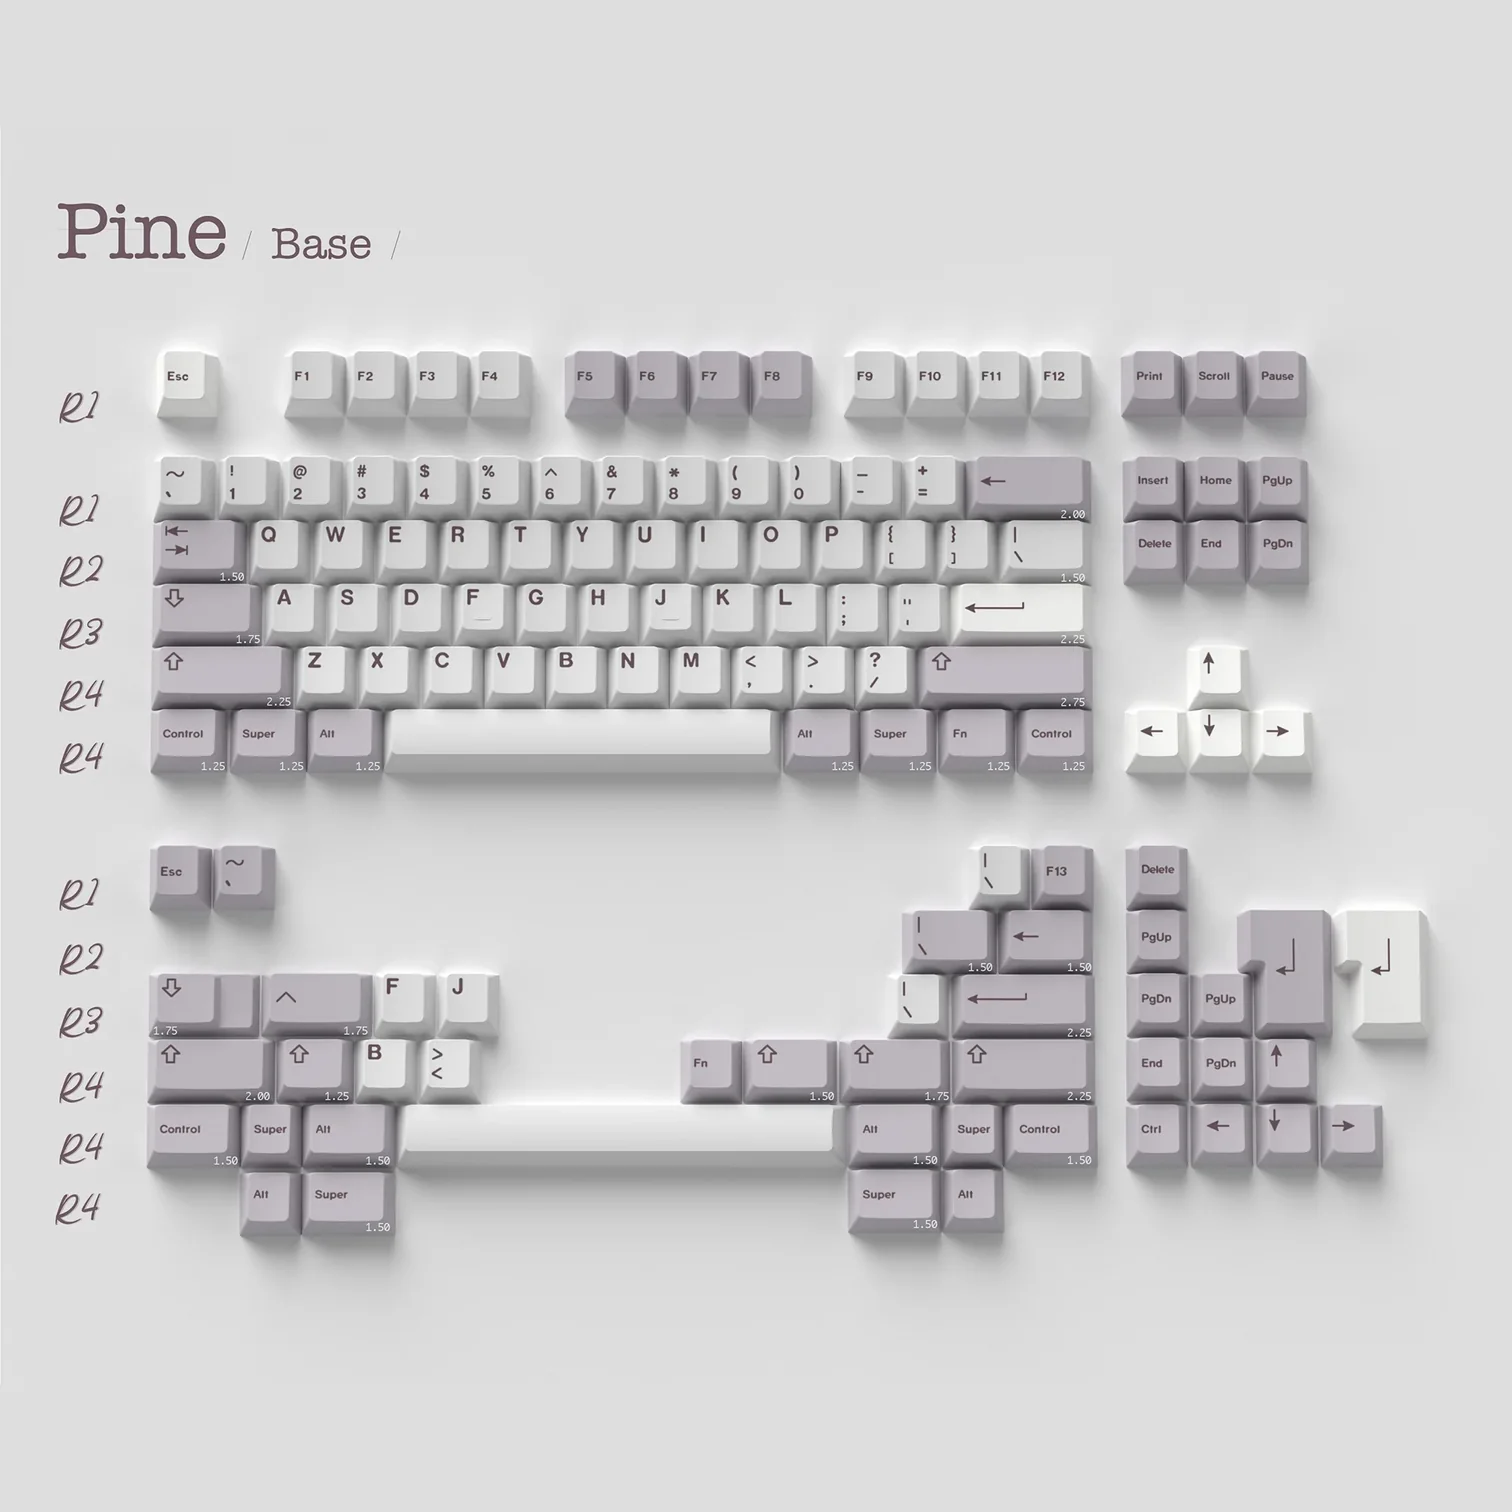 Pine / Base /
R1 Esc F1 F2 F3 F4 F5 F6 F7 F8 F9 F10 F11 F12 Print Scroll Pause
~ ! @ # $ % ^ & * ( ) _ + ←
R1 ` 1 2 3 4 5 6 7 8 9 0 - = 2.00 Insert Home PgUp
⇤ Q W E R T Y U I O P { } |
R2 ⇥ 1.50 [ ] \ 1.50 Delete End PgDn
⇩ A S D F G H J K L : " ⟵
R3 1.75 ; ' 2.25
⇧ Z X C V B N M < > ? ⇧ ↑
R4 2.25 , . / 2.75
R4 Control Super Alt Alt Super Fn Control ← ↓ →
1.25 1.25 1.25 1.25 1.25 1.25 1.25
R1 Esc ~ ` | \ F13 Delete
R2 | \ 1.50 ← 1.50 PgUp ↵ ↵
R3 ⇩ 1.75 ^ 1.75 F J | \ ⟵ 2.25 PgDn PgUp
R4 ⇧ 2.00 ⇧ 1.25 B > < Fn ⇧ 1.50 ⇧ 1.75 ⇧ 2.25 End PgDn ↑
R4 Control 1.50 Super Alt 1.50 Alt 1.50 Super Control 1.50 Ctrl ← ↓ →
R4 Alt Super 1.50 Super 1.50 Alt